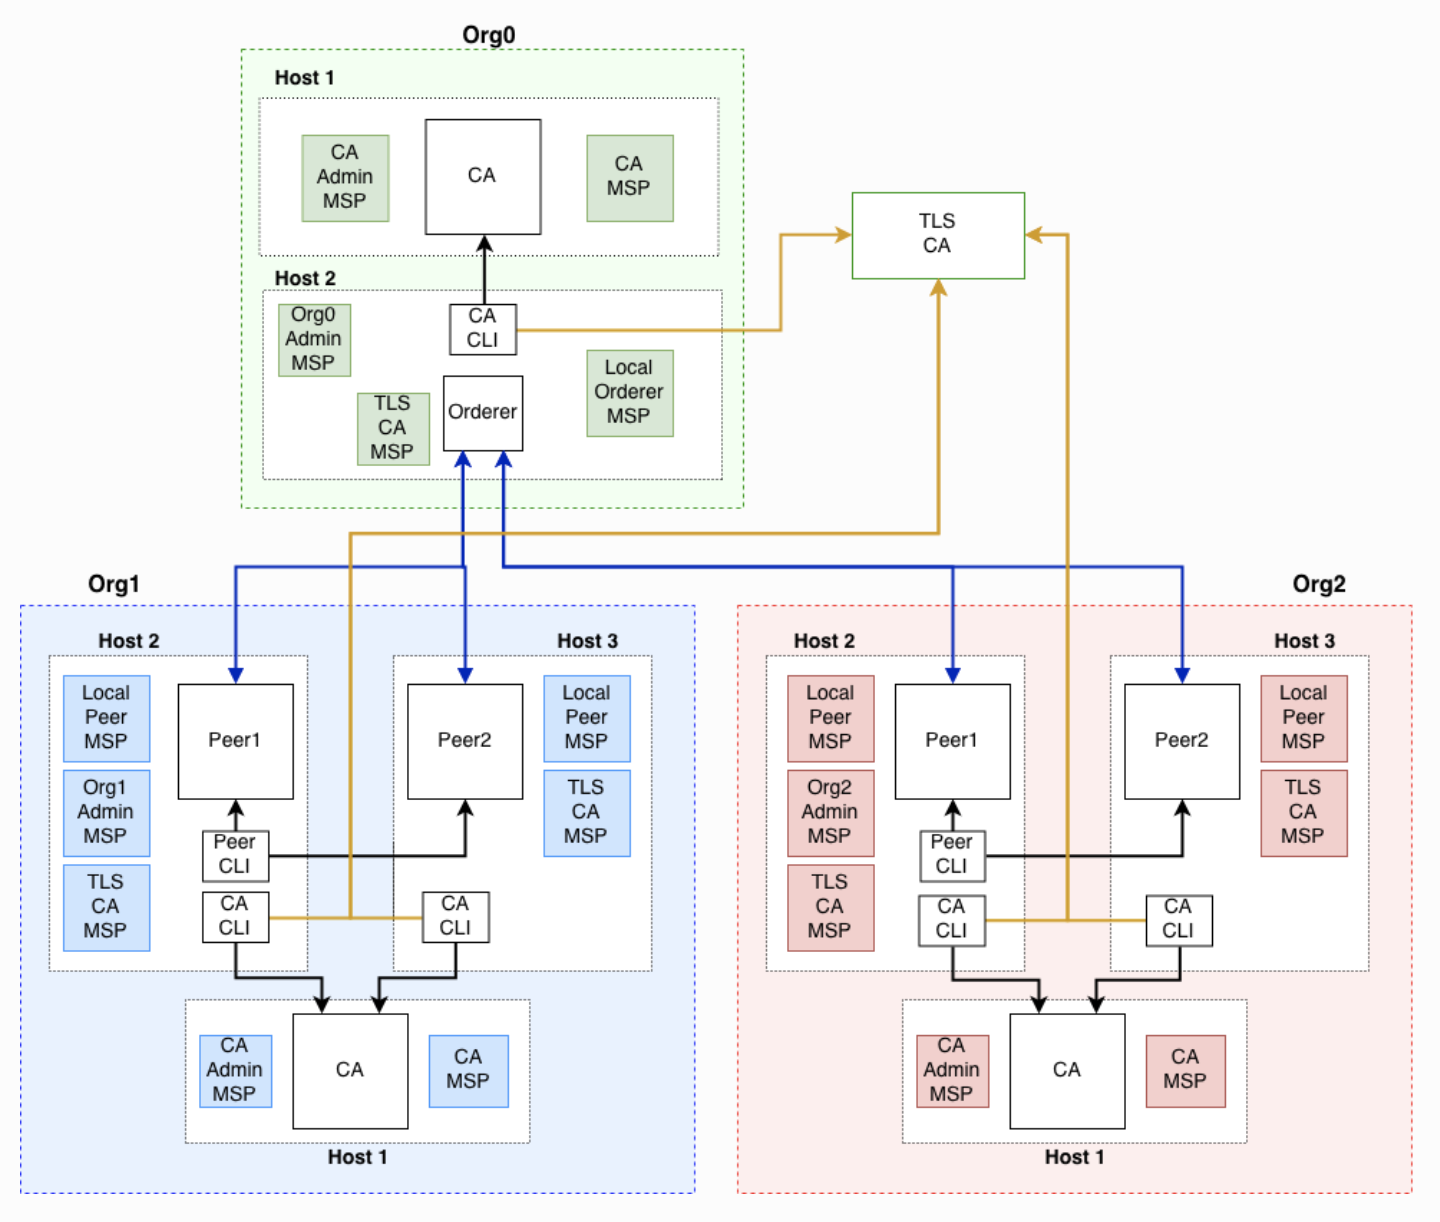 Org0
Host 1
CA
Admin
MSP
CA
CA
MSP
TLS
CA
Host 2
Org0
Admin
MSP
CA
CLI
Local
Orderer
MSP
TLS
CA
MSP
Orderer
Org1
Host 2
Host 3
Local
Peer
MSP
Peer1
Peer2
Local
Peer
MSP
Org1
Admin
MSP
TLS
CA
MSP
Peer
CLI
TLS
CA
MSP
CA
CLI
CA
CLI
CA
Admin
MSP
CA
CA
MSP
Host 1
Org2
Host 2
Host 3
Local
Peer
MSP
Peer1
Peer2
Local
Peer
MSP
Org2
Admin
MSP
TLS
CA
MSP
Peer
CLI
TLS
CA
MSP
CA
CLI
CA
CLI
CA
Admin
MSP
CA
CA
MSP
Host 1